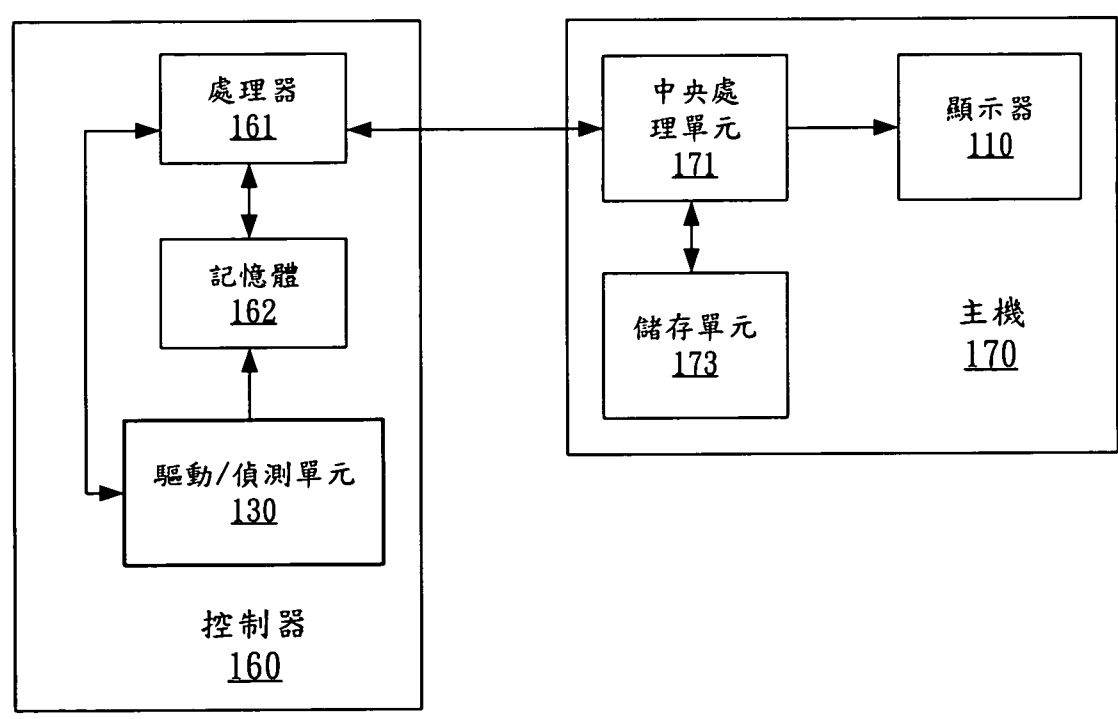 處理器
161
記憶體
162
驅動/偵測單元
130
控制器
160
中央處
理單元
171
顯示器
110
儲存單元
173
主機
170